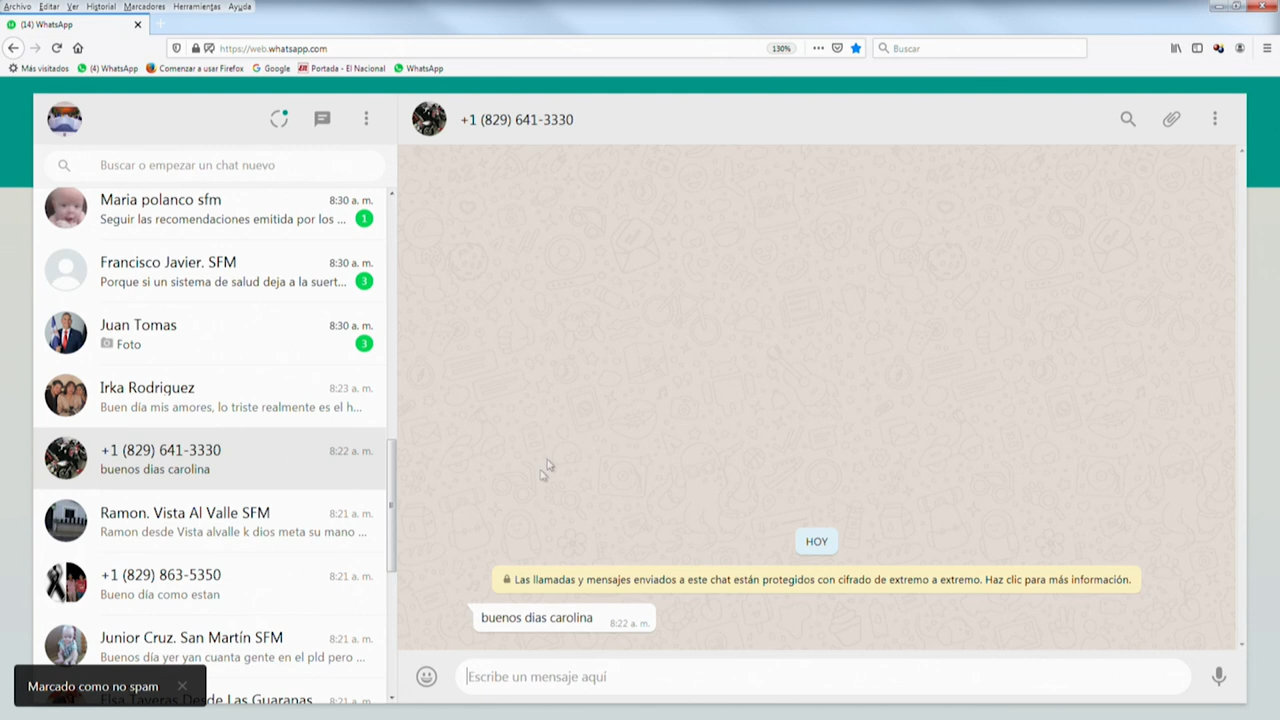 Archivo Editar Ver Historial Marcadores Herramientas Ayuda
(14) WhatsApp
https://web.whatsapp.com
130%
Buscar
Más visitados (4) WhatsApp Comenzar a usar Firefox Google Portada - El Nacional WhatsApp
+1 (829) 641-3330
Buscar o empezar un chat nuevo
Maria polanco sfm 8:30 a. m.
Seguir las recomendaciones emitida por los ... 1
Francisco Javier. SFM 8:30 a. m.
Porque si un sistema de salud deja a la suert... 3
Juan Tomas 8:30 a. m.
Foto 3
Irka Rodriguez 8:23 a. m.
Buen día mis amores, lo triste realmente es el h...
+1 (829) 641-3330 8:22 a. m.
buenos dias carolina
Ramon. Vista Al Valle SFM 8:21 a. m.
Ramon desde Vista alvalle k dios meta su mano ...
+1 (829) 863-5350 8:21 a. m.
Bueno día como estan
Junior Cruz. San Martín SFM 8:21 a. m.
Buenos día yer yan cuanta gente en el pld pero ...
Elsa Taveras Desde Las Guaranas 8:21 a. m.
Marcado como no spam
HOY
Las llamadas y mensajes enviados a este chat están protegidos con cifrado de extremo a extremo. Haz clic para más información.
buenos dias carolina 8:22 a. m.
Escribe un mensaje aquí